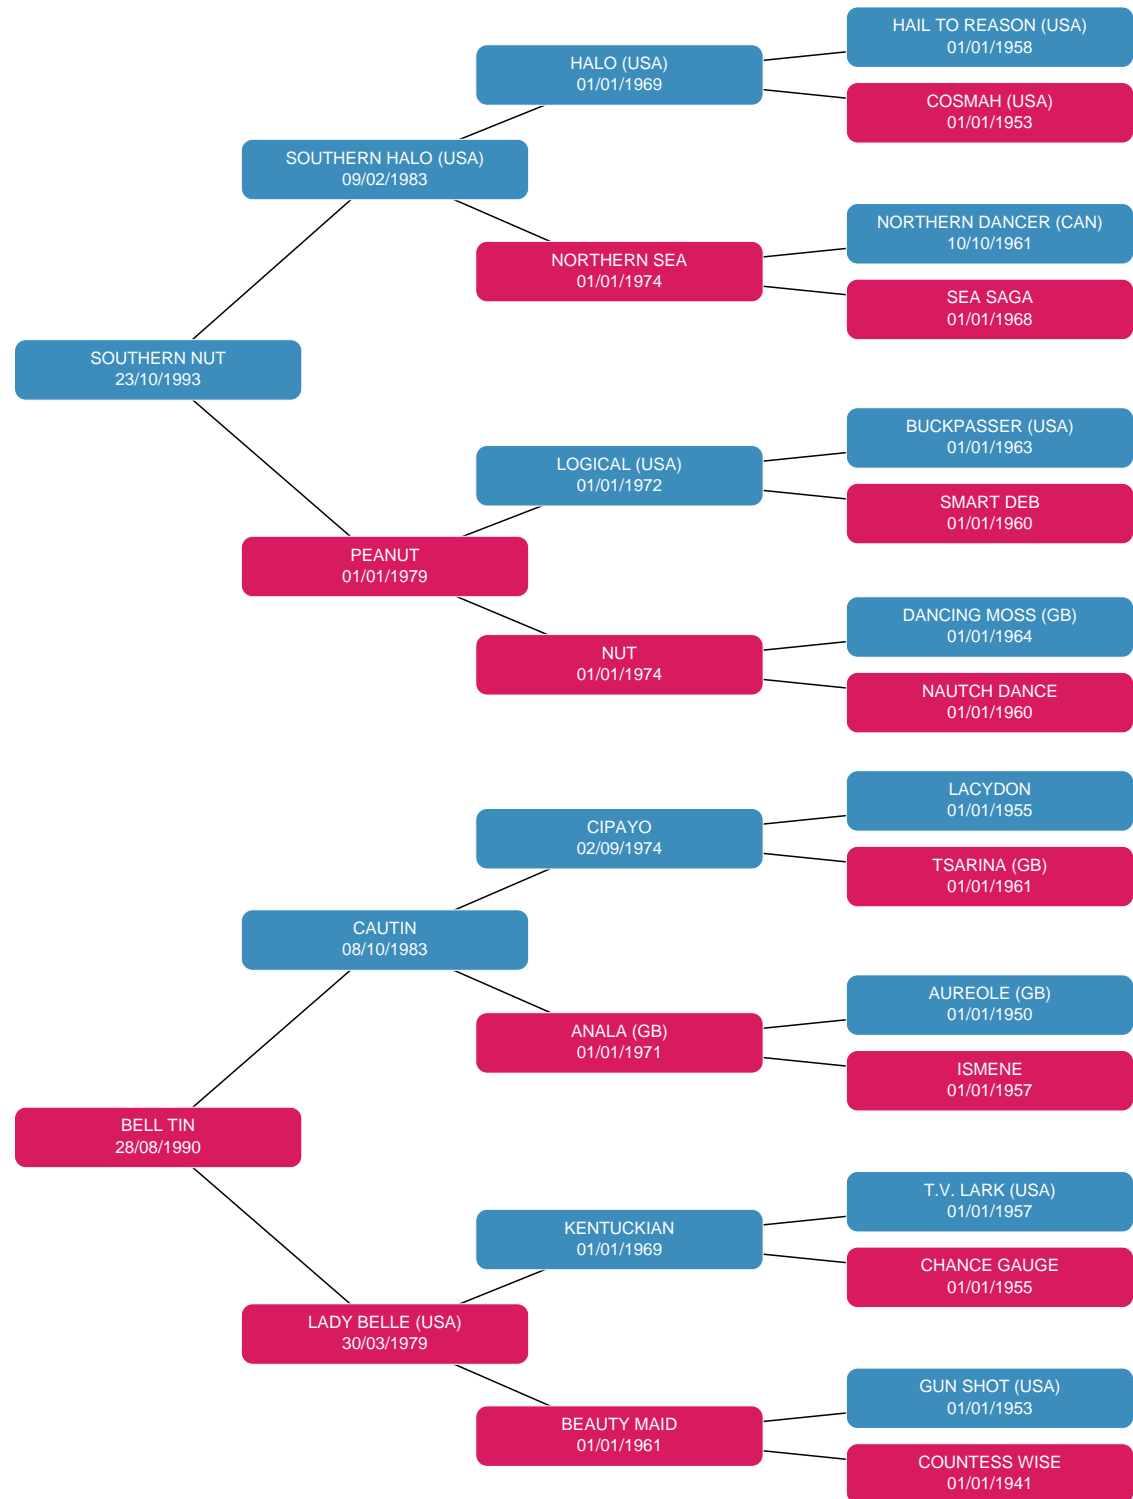 HAIL TO REASON (USA)
01/01/1958
HALO (USA)
01/01/1969
COSMAH (USA)
01/01/1953
SOUTHERN HALO (USA)
09/02/1983
NORTHERN DANCER (CAN)
10/10/1961
NORTHERN SEA
01/01/1974
SEA SAGA
01/01/1968
SOUTHERN NUT
23/10/1993
BUCKPASSER (USA)
01/01/1963
LOGICAL (USA)
01/01/1972
SMART DEB
01/01/1960
PEANUT
01/01/1979
DANCING MOSS (GB)
01/01/1964
NUT
01/01/1974
NAUTCH DANCE
01/01/1960
LACYDON
01/01/1955
CIPAYO
02/09/1974
TSARINA (GB)
01/01/1961
CAUTIN
08/10/1983
AUREOLE (GB)
01/01/1950
ANALA (GB)
01/01/1971
ISMENE
01/01/1957
BELL TIN
28/08/1990
T.V. LARK (USA)
01/01/1957
KENTUCKIAN
01/01/1969
CHANCE GAUGE
01/01/1955
LADY BELLE (USA)
30/03/1979
GUN SHOT (USA)
01/01/1953
BEAUTY MAID
01/01/1961
COUNTESS WISE
01/01/1941